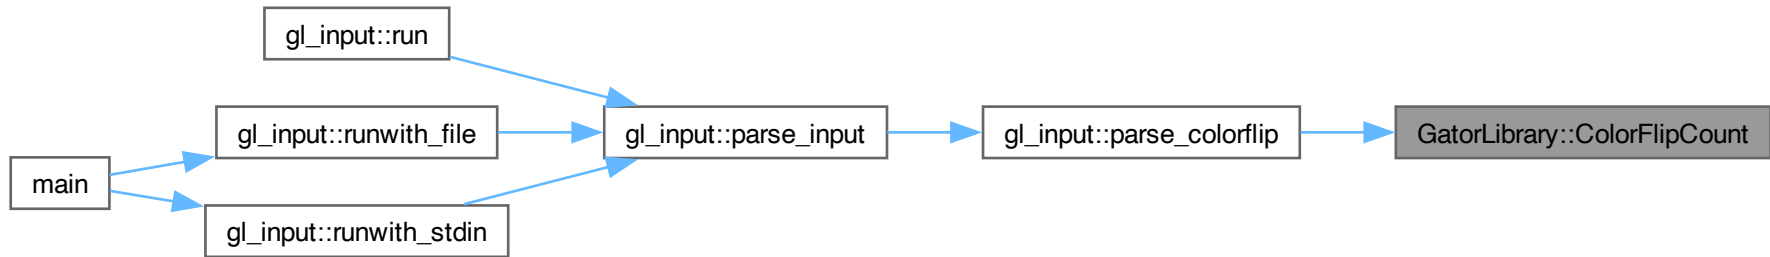 gl_input::run
gl_input::runwith_file
gl_input::parse_input
gl_input::parse_colorflip
GatorLibrary::ColorFlipCount
main
gl_input::runwith_stdin